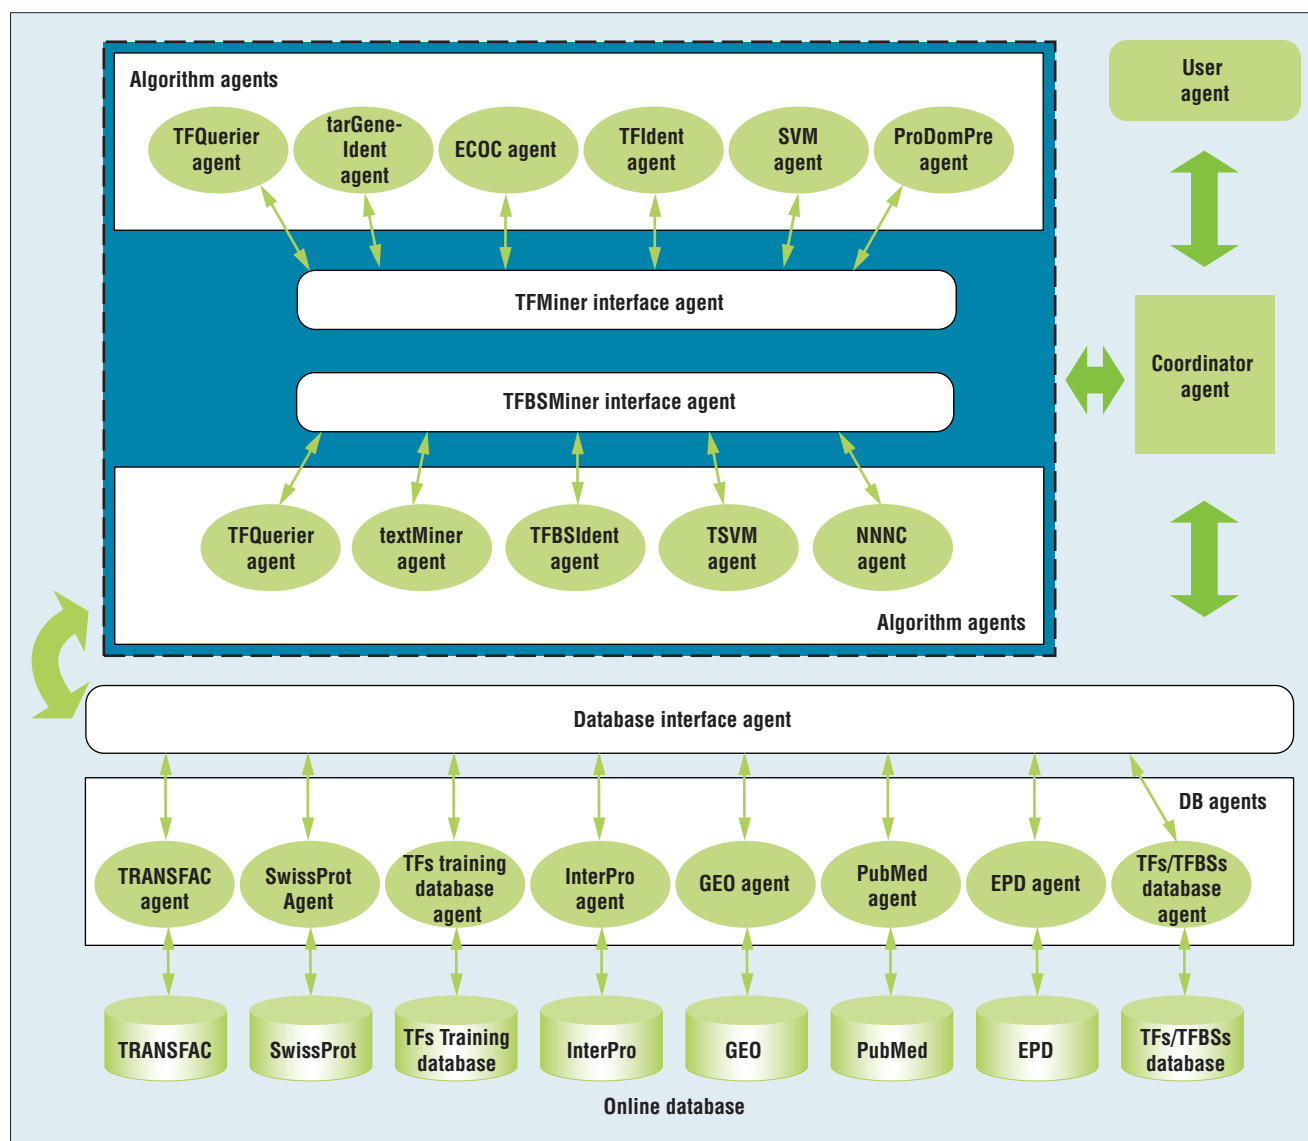 Algorithm agents
TFQuerier
agent
tarGene-
Ident
agent
ECOC agent
TFIdent
agent
SVM
agent
ProDomPre
agent
User
agent
TFMiner interface agent
Coordinator
agent
TFBSMiner interface agent
TFQuerier
agent
textMiner
agent
TFBSIdent
agent
TSVM
agent
NNNC
agent
Algorithm agents
Database interface agent
DB agents
TRANSFAC
agent
SwissProt
Agent
TFs training
database
agent
InterPro
agent
GEO agent
PubMed
agent
EPD agent
TFs/TFBSs
database
agent
TRANSFAC
SwissProt
TFs Training
database
InterPro
GEO
PubMed
EPD
TFs/TFBSs
database
Online database